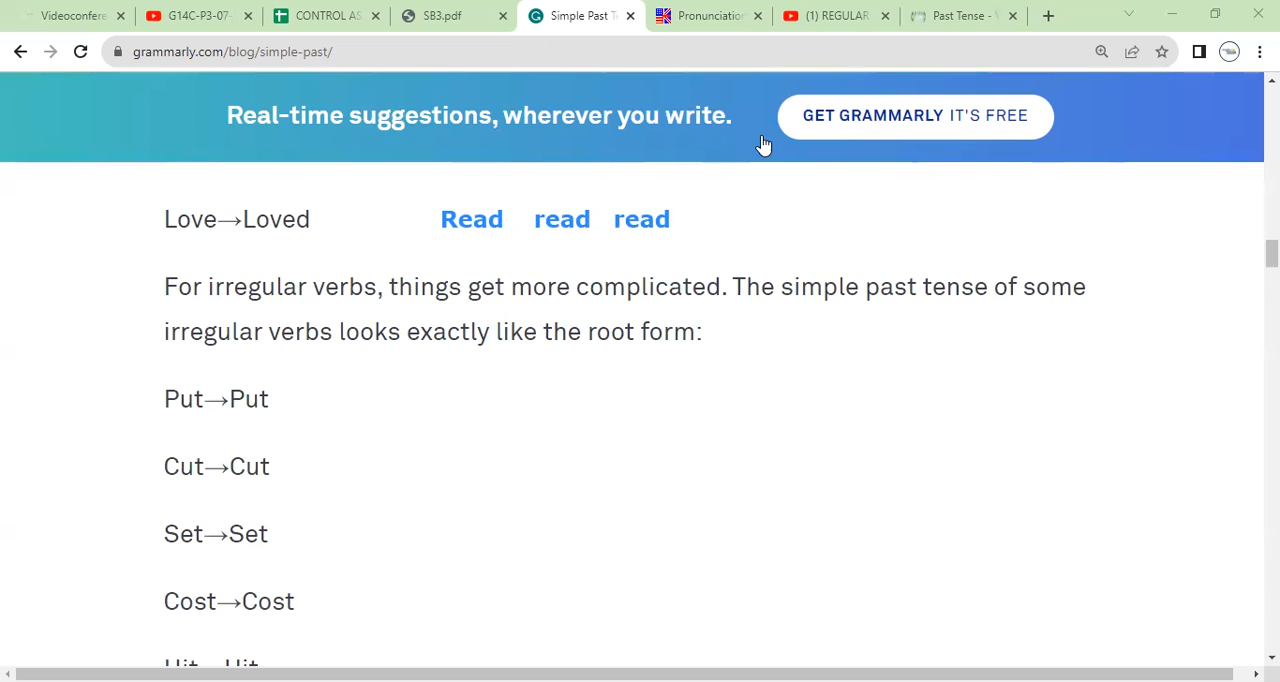 Videoconfere
G14C-P3-07-
CONTROL AS
SB3.pdf
Simple Past T
Pronunciation
(1) REGULAR
Past Tense -
grammarly.com/blog/simple-past/
Real-time suggestions, wherever you write.
GET GRAMMARLY IT'S FREE
Love→Loved
Read read read
For irregular verbs, things get more complicated. The simple past tense of some
irregular verbs looks exactly like the root form:
Put→Put
Cut→Cut
Set→Set
Cost→Cost
Hit→Hit